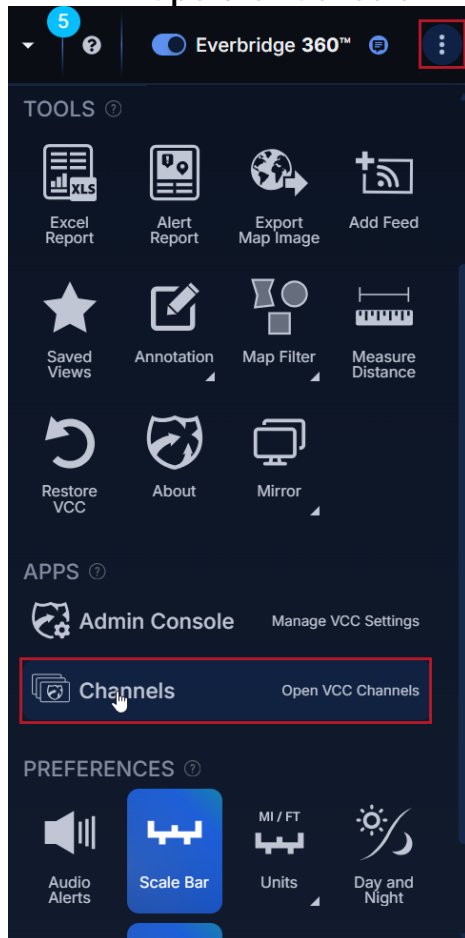 5
? Everbridge 360™
TOOLS ?
XLS
Excel Report
Alert Report
Export Map Image
Add Feed
Saved Views
Annotation
Map Filter
Measure Distance
Restore VCC
About
Mirror
APPS ?
Admin Console Manage VCC Settings
Channels Open VCC Channels
PREFERENCES ?
MI / FT
Audio Alerts
Scale Bar
Units
Day and Night